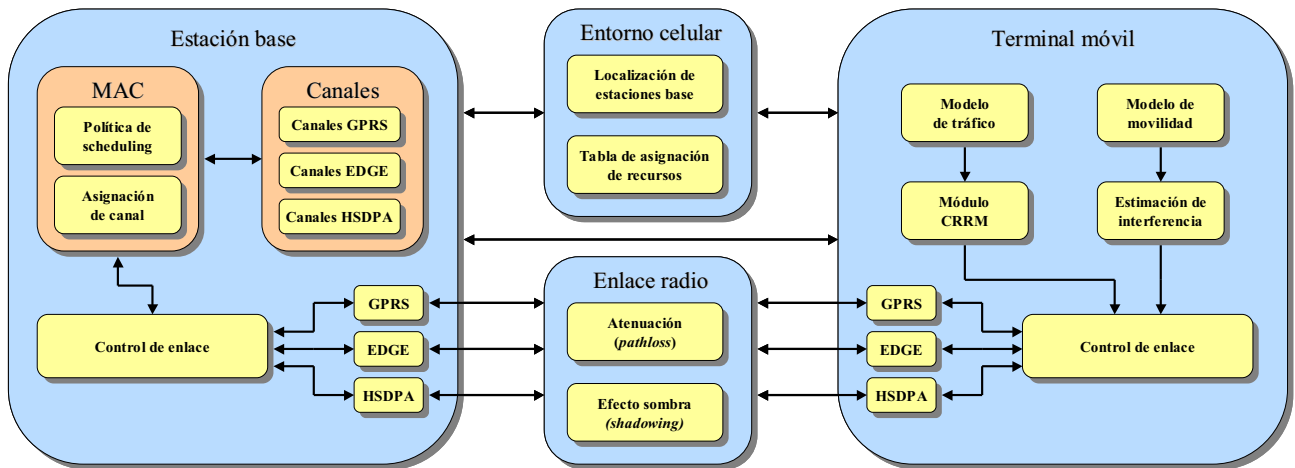 Estación base
MAC
Política de
scheduling
Asignación
de canal
Canales
Canales GPRS
Canales EDGE
Canales HSDPA
Control de enlace
GPRS
EDGE
HSDPA
Entorno celular
Localización de
estaciones base
Tabla de asignación
de recursos
Enlace radio
Atenuación
(pathloss)
Efecto sombra
(shadowing)
Terminal móvil
Modelo
de tráfico
Modelo de
movilidad
Módulo
CRRM
Estimación de
interferencia
GPRS
EDGE
HSDPA
Control de enlace